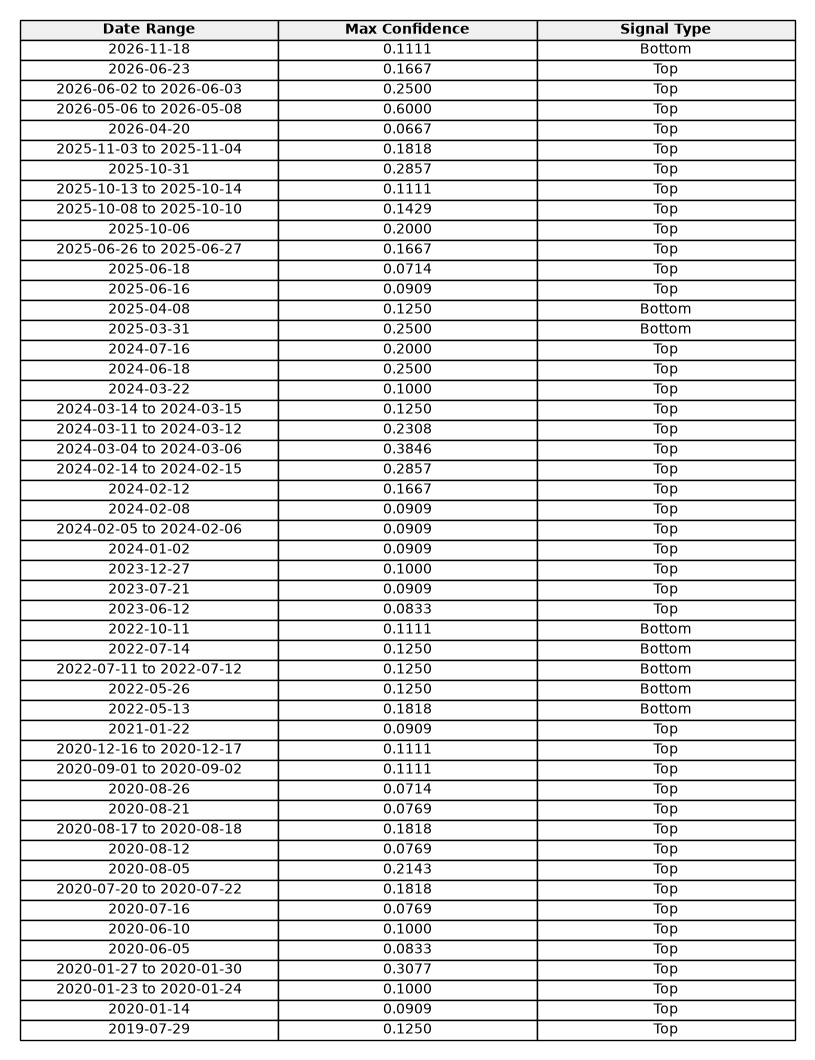 Date Range Max Confidence Signal Type
2026-11-18 0.1111 Bottom
2026-06-23 0.1667 Top
2026-06-02 to 2026-06-03 0.2500 Top
2026-05-06 to 2026-05-08 0.6000 Top
2026-04-20 0.0667 Top
2025-11-03 to 2025-11-04 0.1818 Top
2025-10-31 0.2857 Top
2025-10-13 to 2025-10-14 0.1111 Top
2025-10-08 to 2025-10-10 0.1429 Top
2025-10-06 0.2000 Top
2025-06-26 to 2025-06-27 0.1667 Top
2025-06-18 0.0714 Top
2025-06-16 0.0909 Top
2025-04-08 0.1250 Bottom
2025-03-31 0.2500 Bottom
2024-07-16 0.2000 Top
2024-06-18 0.2500 Top
2024-03-22 0.1000 Top
2024-03-14 to 2024-03-15 0.1250 Top
2024-03-11 to 2024-03-12 0.2308 Top
2024-03-04 to 2024-03-06 0.3846 Top
2024-02-14 to 2024-02-15 0.2857 Top
2024-02-12 0.1667 Top
2024-02-08 0.0909 Top
2024-02-05 to 2024-02-06 0.0909 Top
2024-01-02 0.0909 Top
2023-12-27 0.1000 Top
2023-07-21 0.0909 Top
2023-06-12 0.0833 Top
2022-10-11 0.1111 Bottom
2022-07-14 0.1250 Bottom
2022-07-11 to 2022-07-12 0.1250 Bottom
2022-05-26 0.1250 Bottom
2022-05-13 0.1818 Bottom
2021-01-22 0.0909 Top
2020-12-16 to 2020-12-17 0.1111 Top
2020-09-01 to 2020-09-02 0.1111 Top
2020-08-26 0.0714 Top
2020-08-21 0.0769 Top
2020-08-17 to 2020-08-18 0.1818 Top
2020-08-12 0.0769 Top
2020-08-05 0.2143 Top
2020-07-20 to 2020-07-22 0.1818 Top
2020-07-16 0.0769 Top
2020-06-10 0.1000 Top
2020-06-05 0.0833 Top
2020-01-27 to 2020-01-30 0.3077 Top
2020-01-23 to 2020-01-24 0.1000 Top
2020-01-14 0.0909 Top
2019-07-29 0.1250 Top